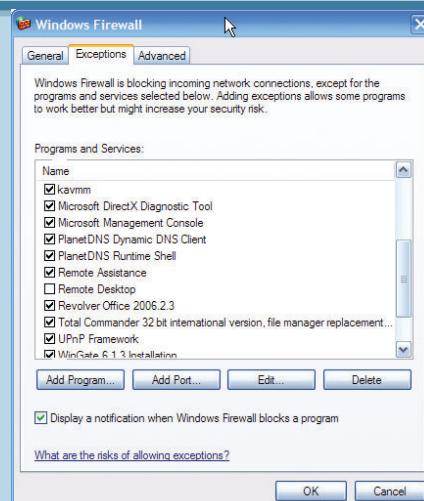 Windows Firewall
General Exceptions Advanced
Windows Firewall is blocking incoming network connections, except for the
programs and services selected below. Adding exceptions allows some programs
to work better but might increase your security risk.
Programs and Services:
Name
kavmm
Microsoft DirectX Diagnostic Tool
Microsoft Management Console
PlanetDNS Dynamic DNS Client
PlanetDNS Runtime Shell
Remote Assistance
Remote Desktop
Revolver Office 2006.2.3
Total Commander 32 bit international version, file manager replacement...
UPnP Framework
WinGate 6.1.3 Installation
Add Program... Add Port... Edit... Delete
Display a notification when Windows Firewall blocks a program
What are the risks of allowing exceptions?
OK Cancel